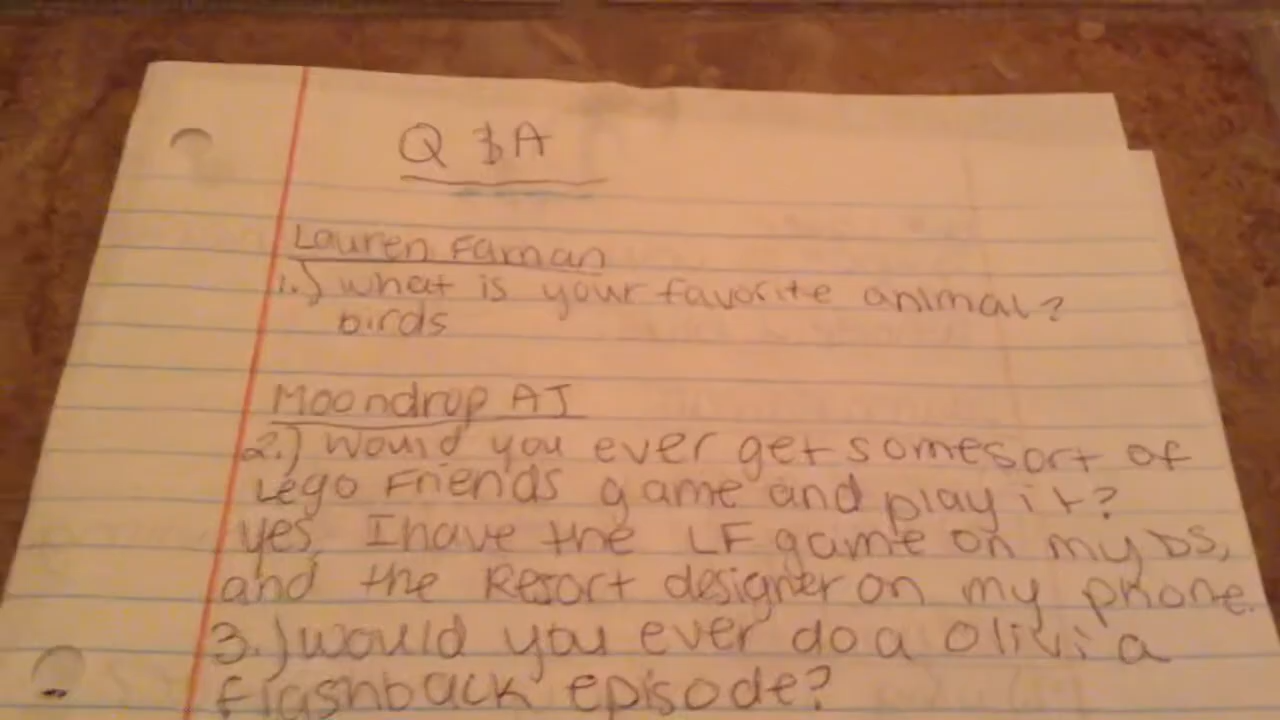 Q & A
Lauren Farnan
1.) what is your favorite animal?
birds
Moondrop AJ
2.) Would you ever get somesort of
Lego Friends game and play it?
yes, I have the LF game on my DS,
and the Resort designer on my phone.
3.) would you ever do a Olivia
flashback episode?